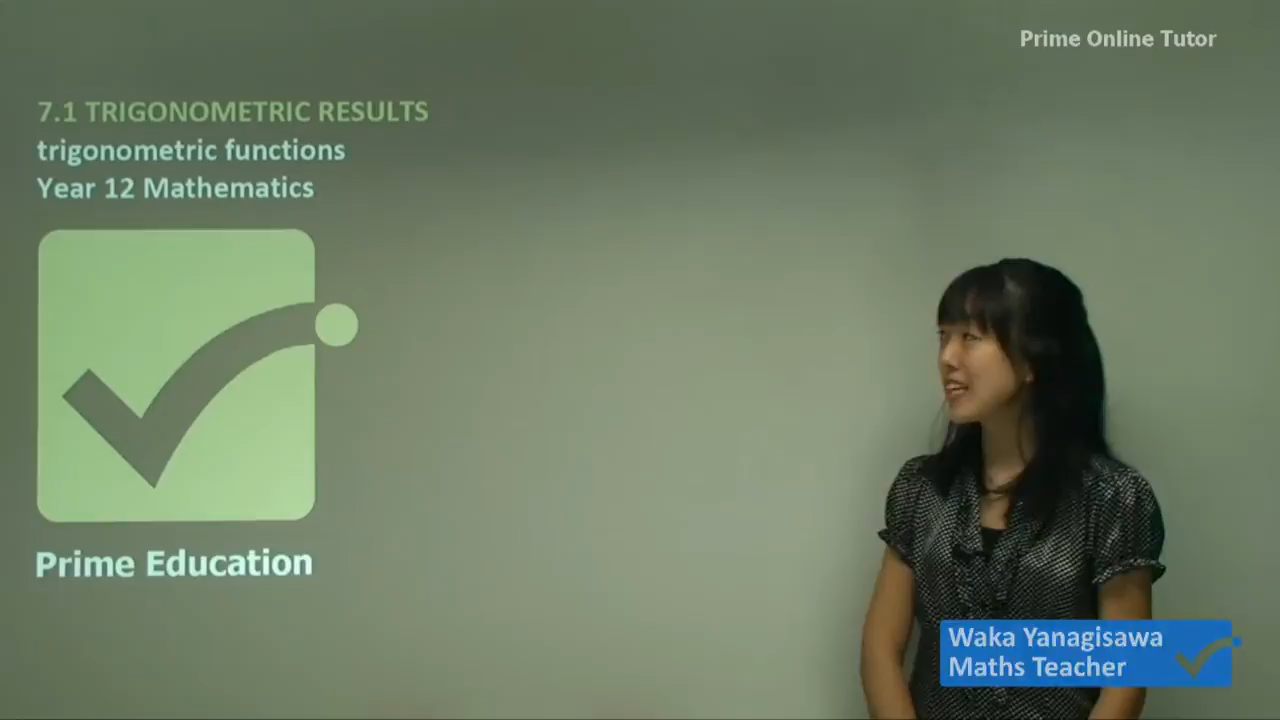 Prime Online Tutor
7.1 TRIGONOMETRIC RESULTS
trigonometric functions
Year 12 Mathematics
Prime Education
Waka Yanagisawa
Maths Teacher